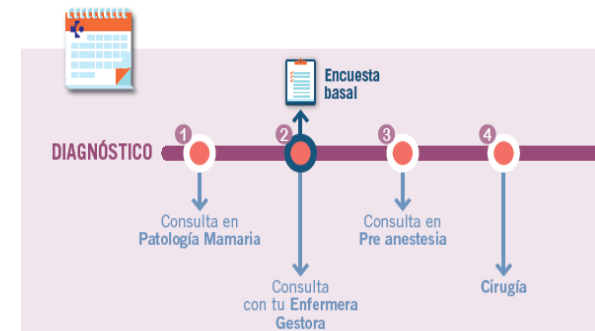 Encuesta
basal
DIAGNÓSTICO
1
2
3
4
Consulta en
Patología Mamaria
Consulta
con tu Enfermera
Gestora
Consulta en
Pre anestesia
Cirugía